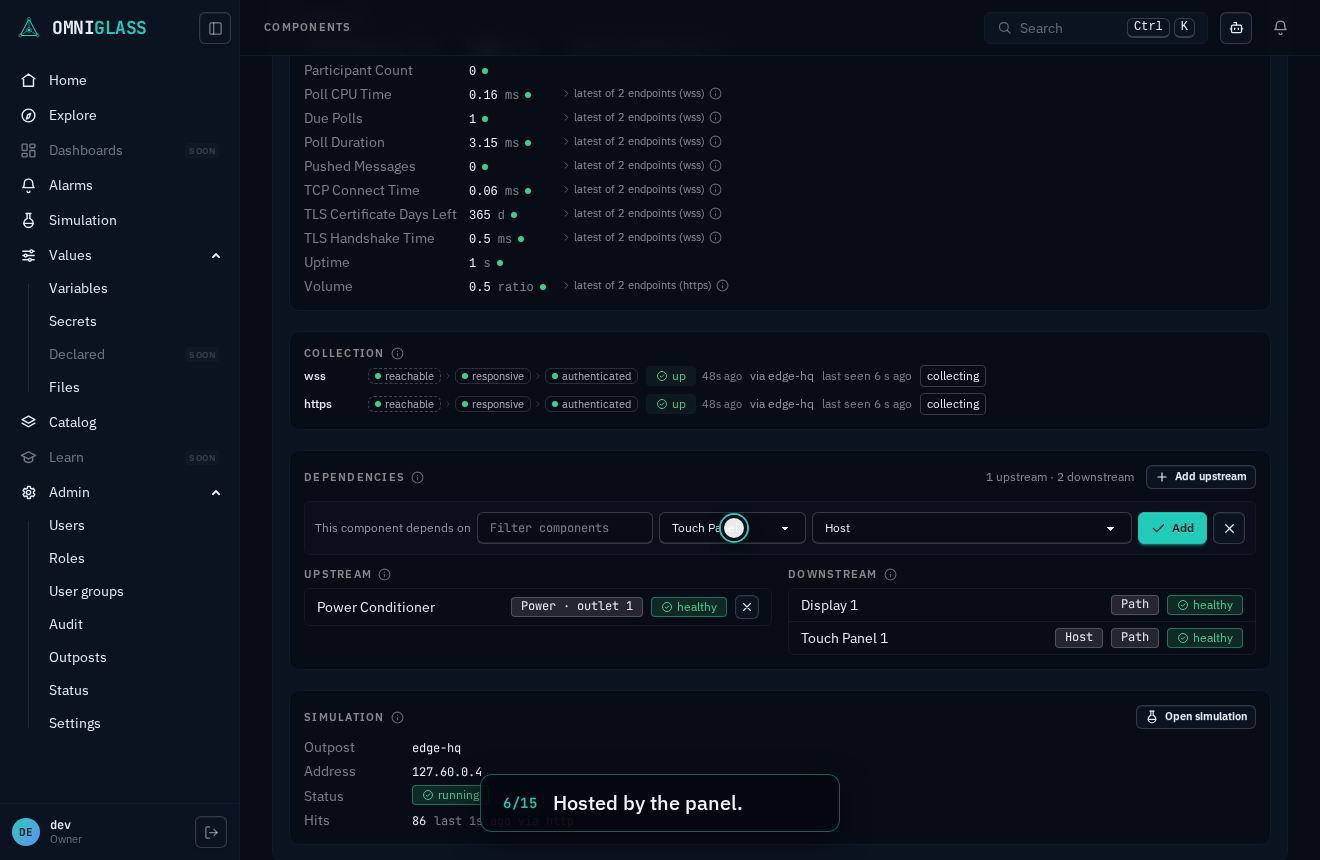 OMNIGLASS
COMPONENTS
Search Ctrl K
Home
Explore
Dashboards SOON
Alarms
Simulation
Values
Variables
Secrets
Declared SOON
Files
Catalog
Learn SOON
Admin
Users
Roles
User groups
Audit
Outposts
Status
Settings
DE dev
Owner
Participant Count 0
Poll CPU Time 0.16 ms latest of 2 endpoints (wss)
Due Polls 1 latest of 2 endpoints (wss)
Poll Duration 3.15 ms latest of 2 endpoints (wss)
Pushed Messages 0 latest of 2 endpoints (wss)
TCP Connect Time 0.06 ms latest of 2 endpoints (wss)
TLS Certificate Days Left 365 d latest of 2 endpoints (wss)
TLS Handshake Time 0.5 ms latest of 2 endpoints (wss)
Uptime 1 s
Volume 0.5 ratio latest of 2 endpoints (https)
COLLECTION
wss reachable responsive authenticated up 48s ago via edge-hq last seen 6 s ago collecting
https reachable responsive authenticated up 48s ago via edge-hq last seen 6 s ago collecting
DEPENDENCIES 1 upstream · 2 downstream Add upstream
This component depends on Filter components Touch Host Add
UPSTREAM
Power Conditioner Power · outlet 1 healthy
DOWNSTREAM
Display 1 Path healthy
Touch Panel 1 Host Path healthy
SIMULATION Open simulation
Outpost edge-hq
Address 127.60.0.4
Status running
Hits 86 last 1s ago via http
6/15 Hosted by the panel.